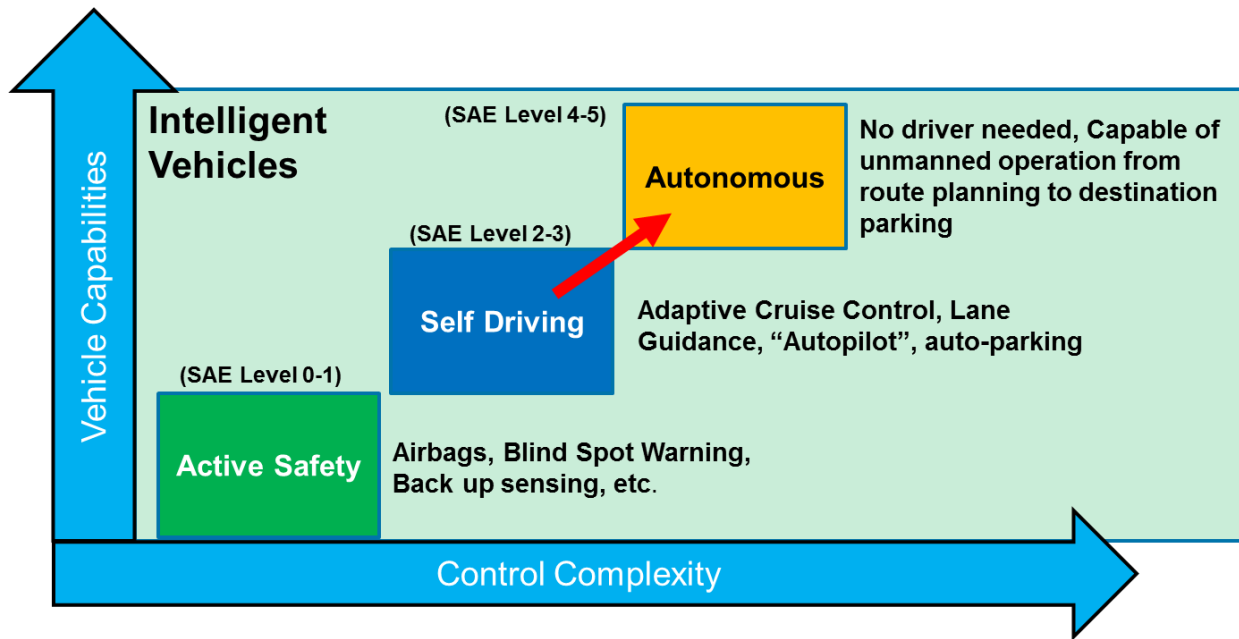 Intelligent
Vehicles
(SAE Level 4-5)
Autonomous
No driver needed, Capable of
unmanned operation from
route planning to destination
parking
(SAE Level 2-3)
Self Driving
Adaptive Cruise Control, Lane
Guidance, “Autopilot”, auto-parking
(SAE Level 0-1)
Active Safety
Airbags, Blind Spot Warning,
Back up sensing, etc.
Vehicle Capabilities
Control Complexity